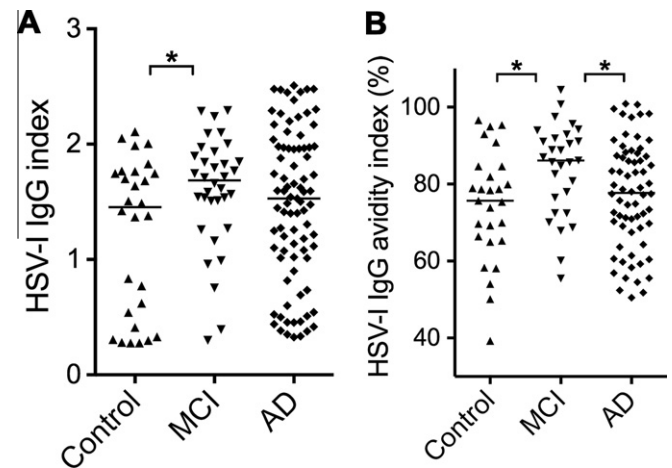 A
HSV-I IgG index
3
2
1
0
*
Control
MCI
AD
B
HSV-I IgG avidity index (%)
100
80
60
40
*
*
Control
MCI
AD